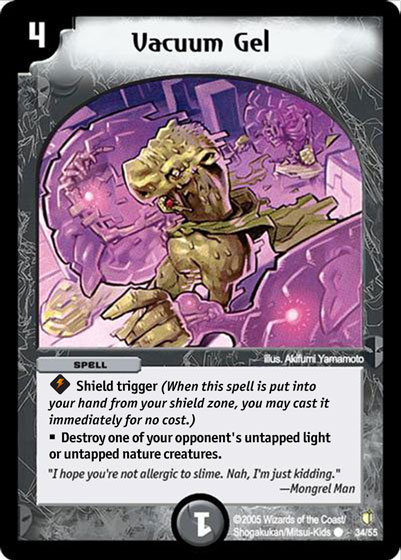 4
Vacuum Gel
illus. Akifumi Yamamoto
SPELL
Shield trigger (When this spell is put into
your hand from your shield zone, you may cast it
immediately for no cost.)
▪ Destroy one of your opponent's untapped light
or untapped nature creatures.
"I hope you're not allergic to slime. Nah, I'm just kidding."
—Mongrel Man
1
©2005 Wizards of the Coast/
Shogakukan/Mitsui-Kids 34/55